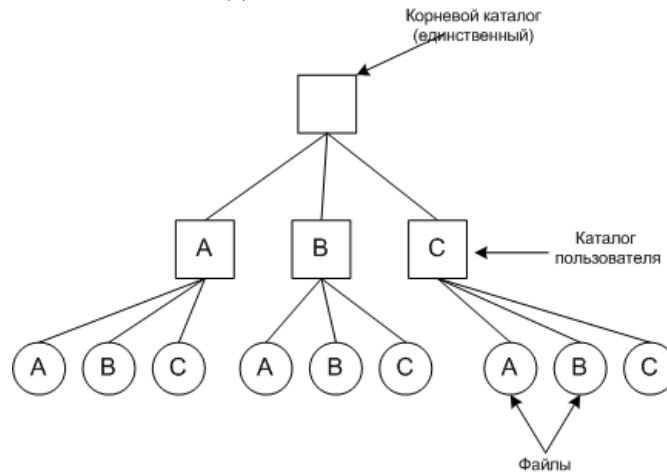 Корневой каталог
(единственный)
A
B
C
Каталог
пользователя
A
B
C
A
B
C
A
B
C
Файлы